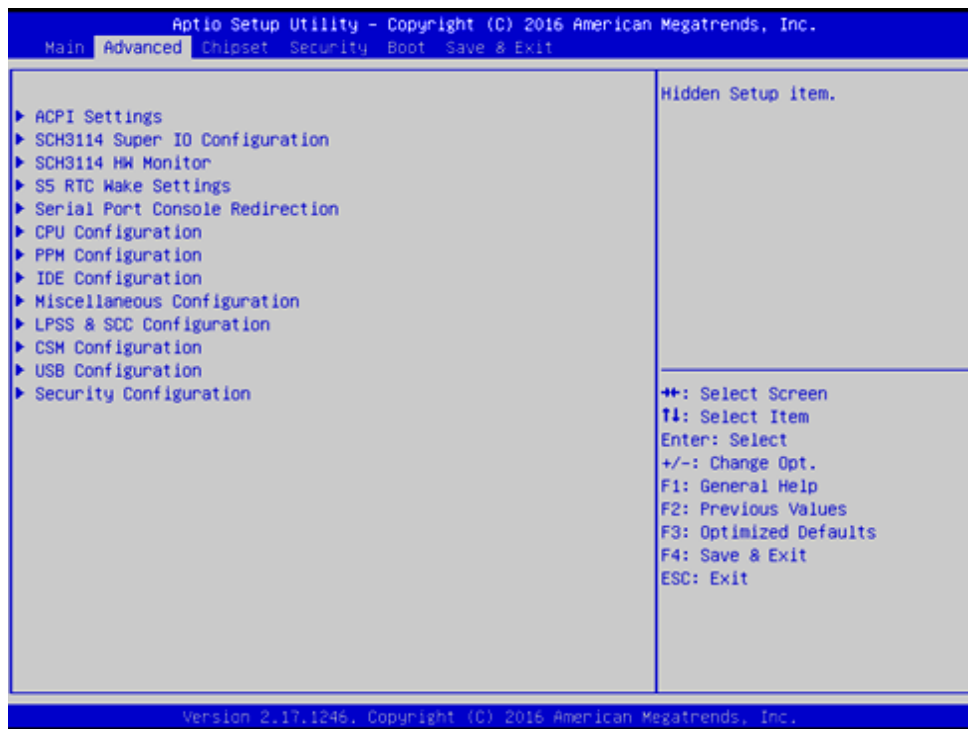 Aptio Setup Utility – Copyright (C) 2016 American Megatrends, Inc.
Main Advanced Chipset Security Boot Save & Exit
Hidden Setup item.
ACPI Settings
SCH3114 Super IO Configuration
SCH3114 HW Monitor
S5 RTC Wake Settings
Serial Port Console Redirection
CPU Configuration
PPM Configuration
IDE Configuration
Miscellaneous Configuration
LPSS & SCC Configuration
CSM Configuration
USB Configuration
Security Configuration
→←: Select Screen
↑↓: Select Item
Enter: Select
+/-: Change Opt.
F1: General Help
F2: Previous Values
F3: Optimized Defaults
F4: Save & Exit
ESC: Exit
Version 2.17.1246. Copyright (C) 2016 American Megatrends, Inc.